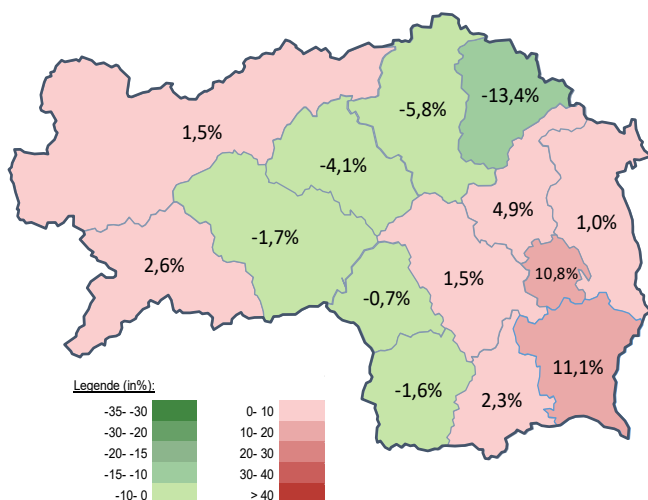 -13,4%
-5,8%
1,5%
-4,1%
4,9%
1,0%
-1,7%
2,6%
1,5%
10,8%
-0,7%
11,1%
-1,6%
2,3%
Legende (in%):
-35- -30 0- 10
-30- -20 10- 20
-20- -15 20- 30
-15- -10 30- 40
-10- 0 > 40